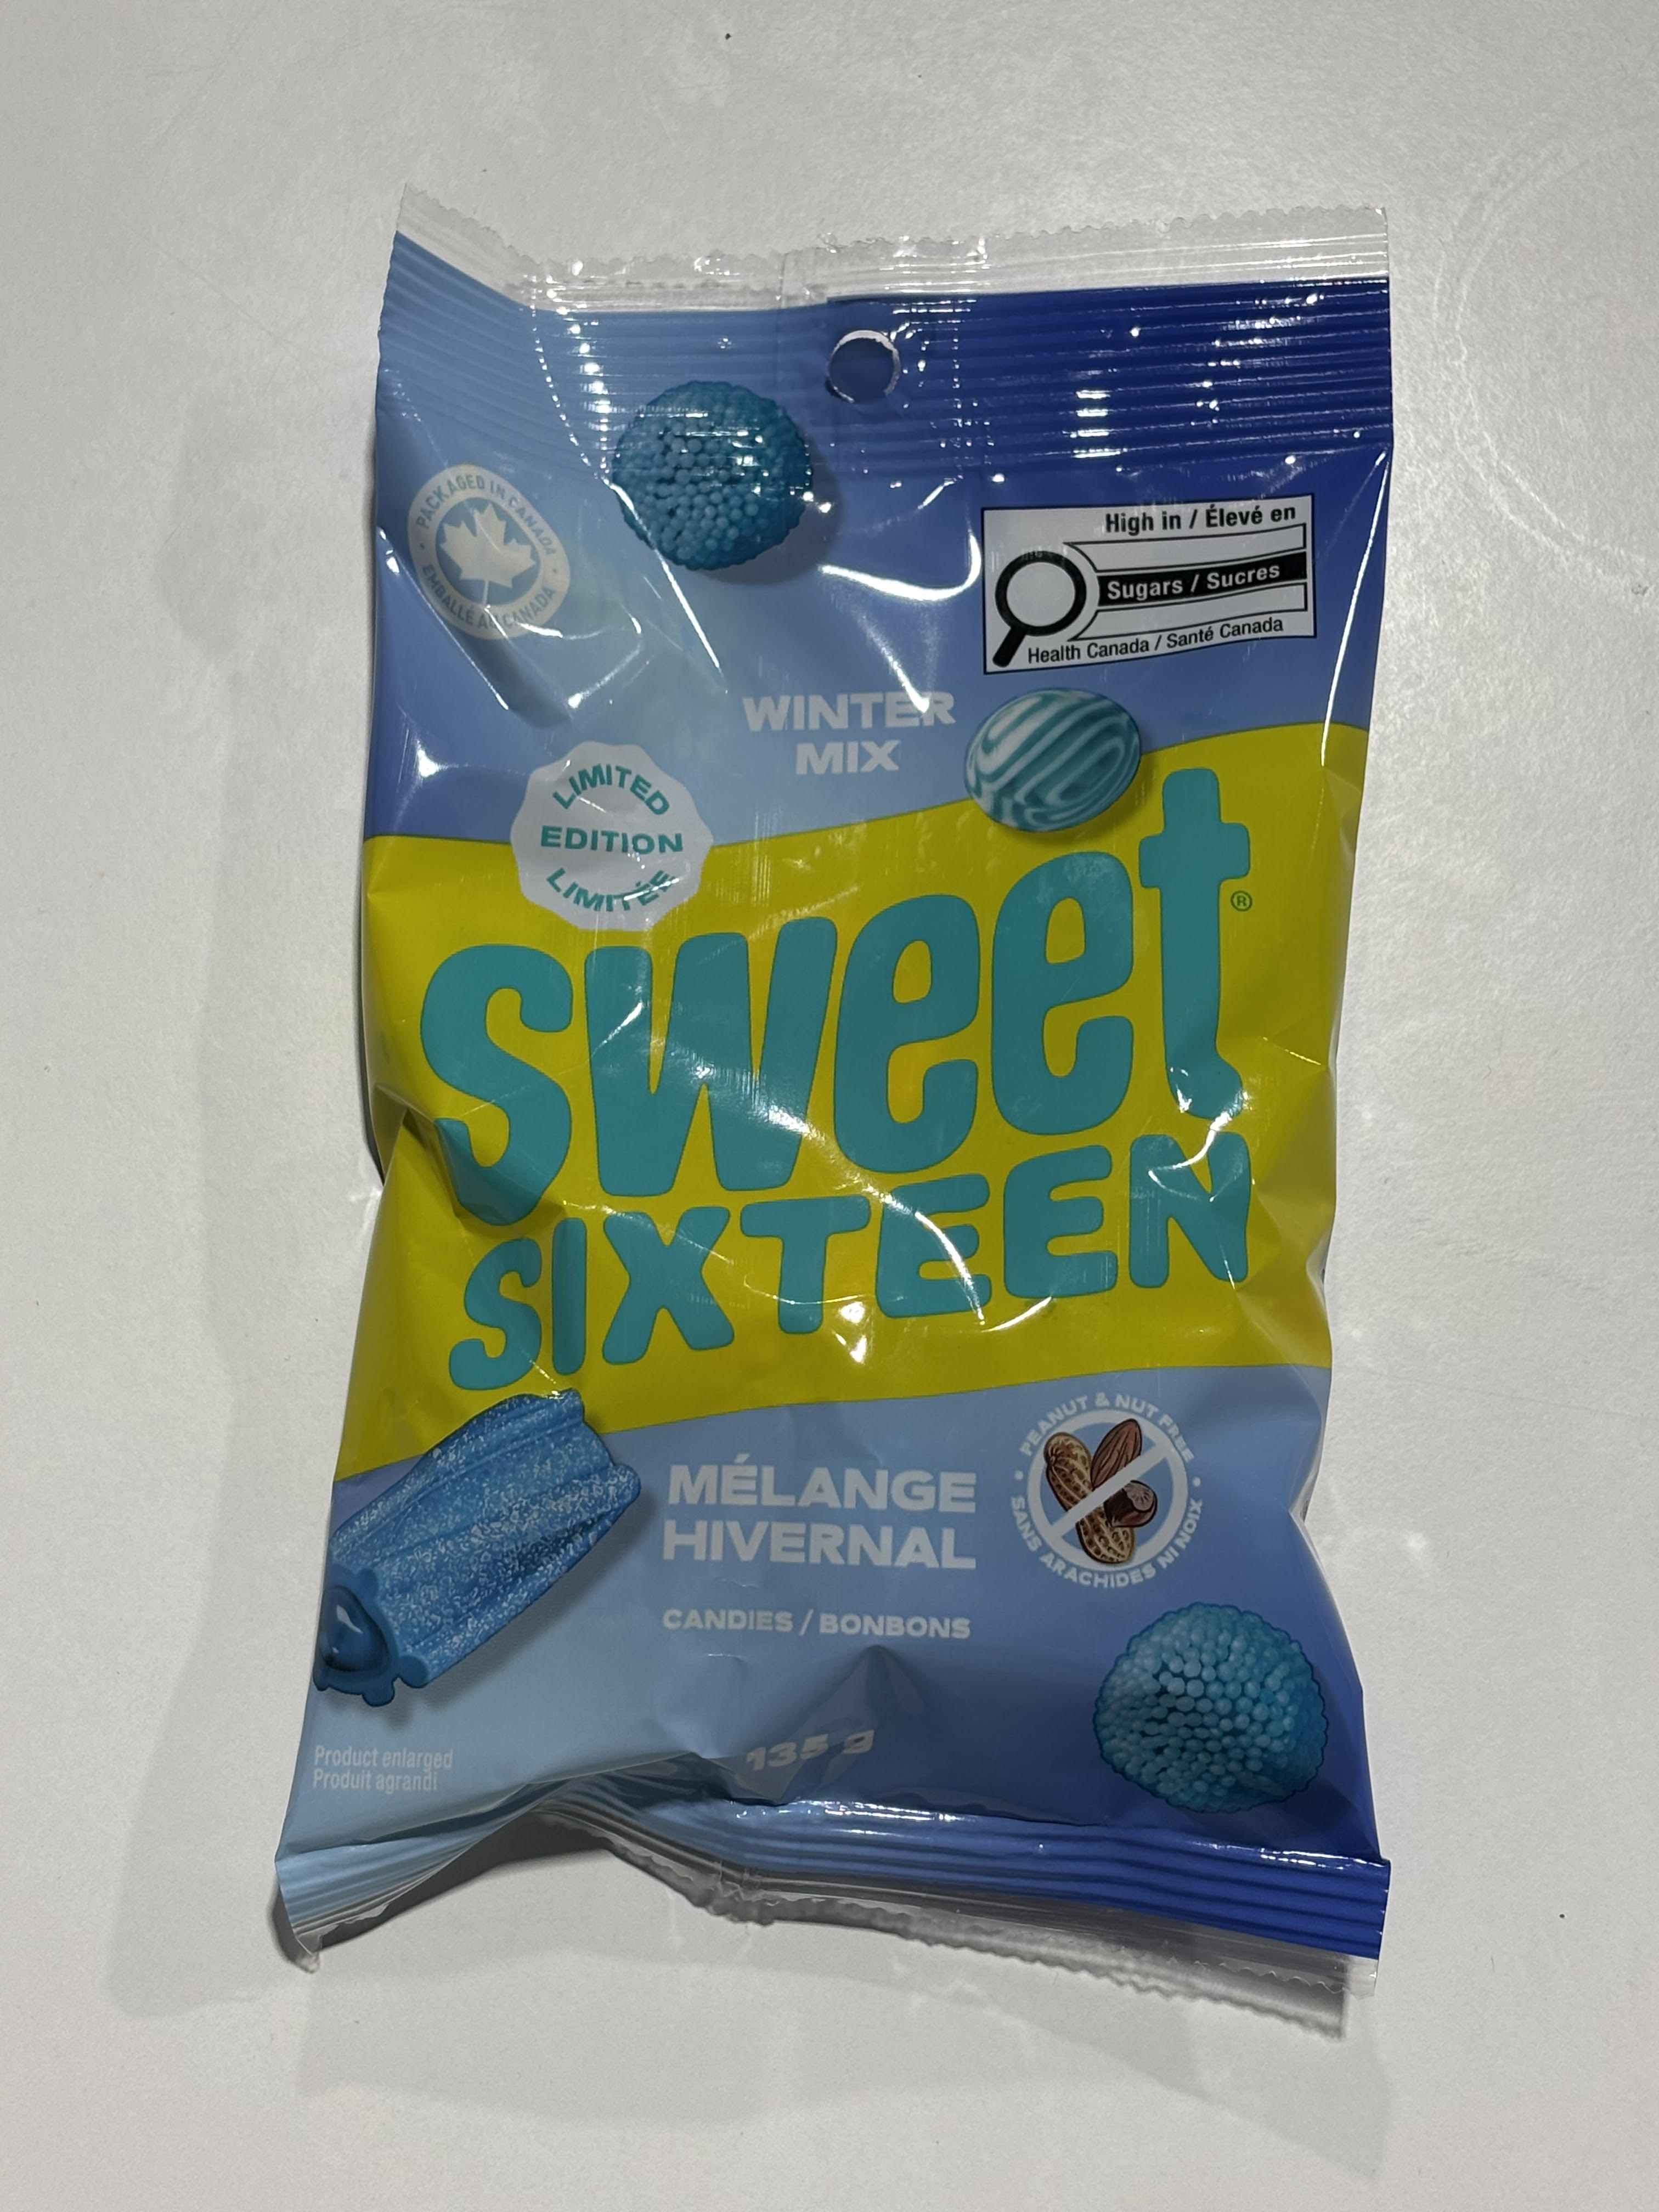 PACKAGED IN CANADA
EMBALLÉ AU CANADA
High in / Élevé en
Sugars / Sucres
Health Canada / Santé Canada
WINTER
MIX
LIMITED
EDITION
LIMITÉE
sweet®
SIXTEEN
MÉLANGE
HIVERNAL
PEANUT & NUT FREE
SANS ARACHIDES NI NOIX
CANDIES / BONBONS
135 g
Product enlarged
Produit agrandi